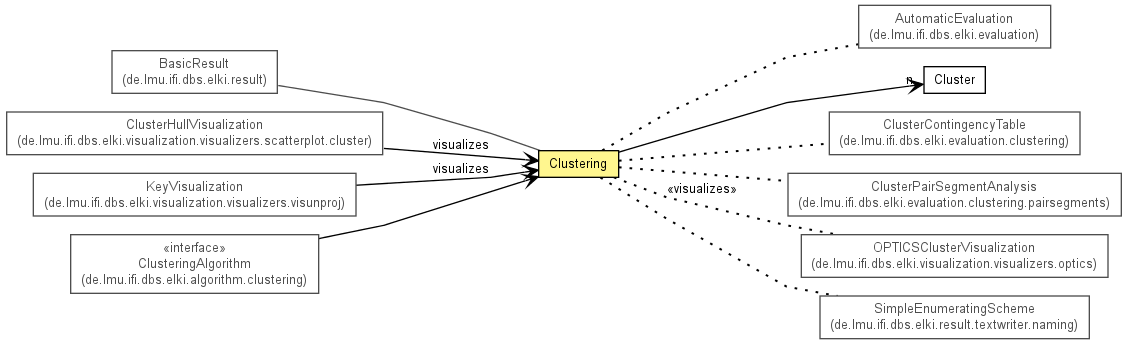 BasicResult
(de.lmu.ifi.dbs.elki.result)
ClusterHullVisualization
(de.lmu.ifi.dbs.elki.visualization.visualizers.scatterplot.cluster)
visualizes
KeyVisualization
(de.lmu.ifi.dbs.elki.visualization.visualizers.visunproj)
visualizes
«interface»
ClusteringAlgorithm
(de.lmu.ifi.dbs.elki.algorithm.clustering)
Clustering
AutomaticEvaluation
(de.lmu.ifi.dbs.elki.evaluation)
n
Cluster
ClusterContingencyTable
(de.lmu.ifi.dbs.elki.evaluation.clustering)
ClusterPairSegmentAnalysis
(de.lmu.ifi.dbs.elki.evaluation.clustering.pairsegments)
«visualizes»
OPTICSClusterVisualization
(de.lmu.ifi.dbs.elki.visualization.visualizers.optics)
SimpleEnumeratingScheme
(de.lmu.ifi.dbs.elki.result.textwriter.naming)